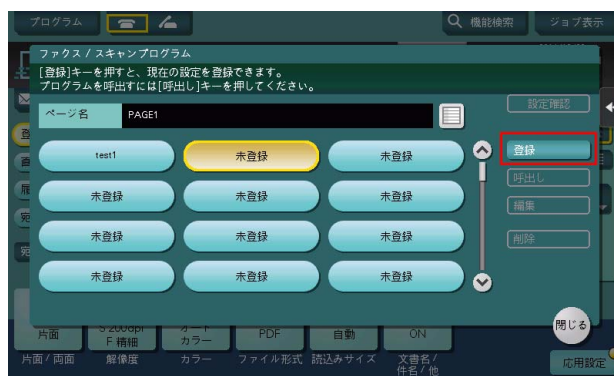 プログラム
機能検索
ジョブ表示
ファクス / スキャンプログラム
[登録]キーを押すと、現在の設定を登録できます。
プログラムを呼出すには[呼出し]キーを押してください。
ページ名
PAGE1
設定確認
test1
未登録
未登録
登録
呼出し
未登録
未登録
未登録
編集
未登録
未登録
未登録
削除
未登録
未登録
未登録
閉じる
片面
F 精細
カラー
PDF
自動
ON
片面 / 両面
解像度
カラー
ファイル形式
読込みサイズ
文書名 /
件名 / 他
応用設定